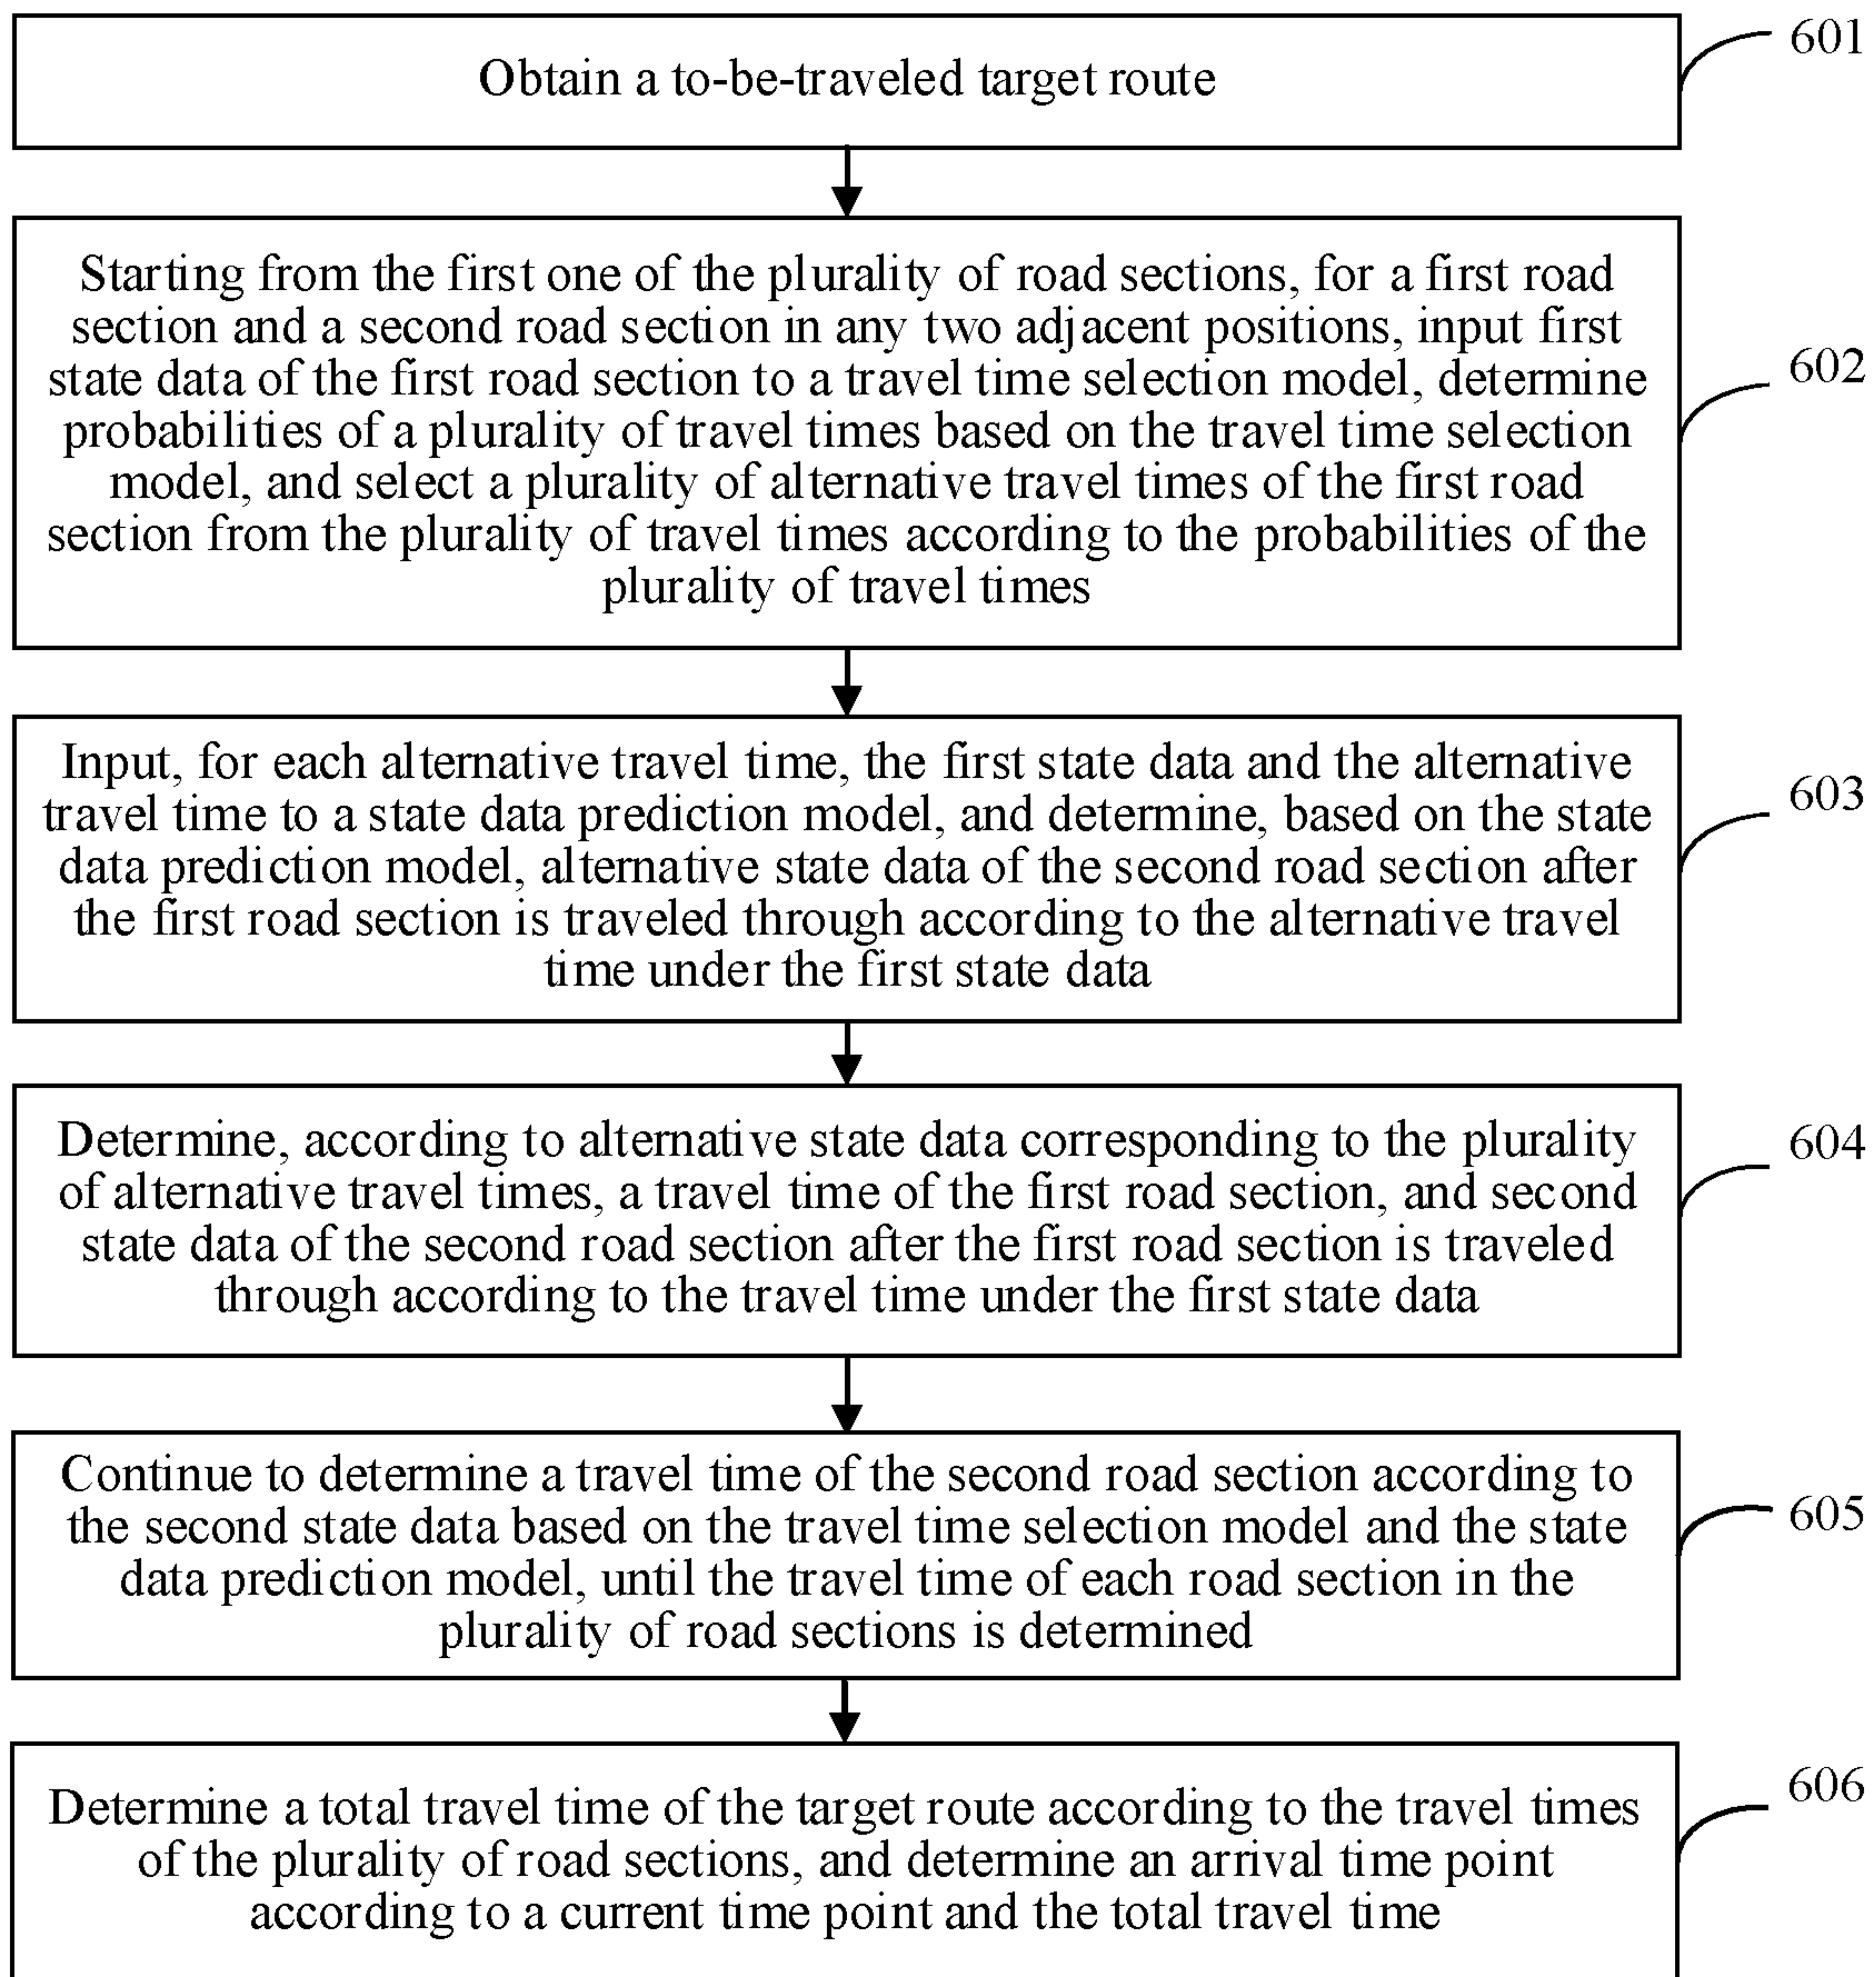 Obtain a to-be-traveled target route
601
Starting from the first one of the plurality of road sections, for a first road
section and a second road section in any two adjacent positions, input first
state data of the first road section to a travel time selection model, determine
probabilities of a plurality of travel times based on the travel time selection
model, and select a plurality of alternative travel times of the first road
section from the plurality of travel times according to the probabilities of the
plurality of travel times
602
Input, for each alternative travel time, the first state data and the alternative
travel time to a state data prediction model, and determine, based on the state
data prediction model, alternative state data of the second road section after
the first road section is traveled through according to the alternative travel
time under the first state data
603
Determine, according to alternative state data corresponding to the plurality
of alternative travel times, a travel time of the first road section, and second
state data of the second road section after the first road section is traveled
through according to the travel time under the first state data
604
Continue to determine a travel time of the second road section according to
the second state data based on the travel time selection model and the state
data prediction model, until the travel time of each road section in the
plurality of road sections is determined
605
Determine a total travel time of the target route according to the travel times
of the plurality of road sections, and determine an arrival time point
according to a current time point and the total travel time
606